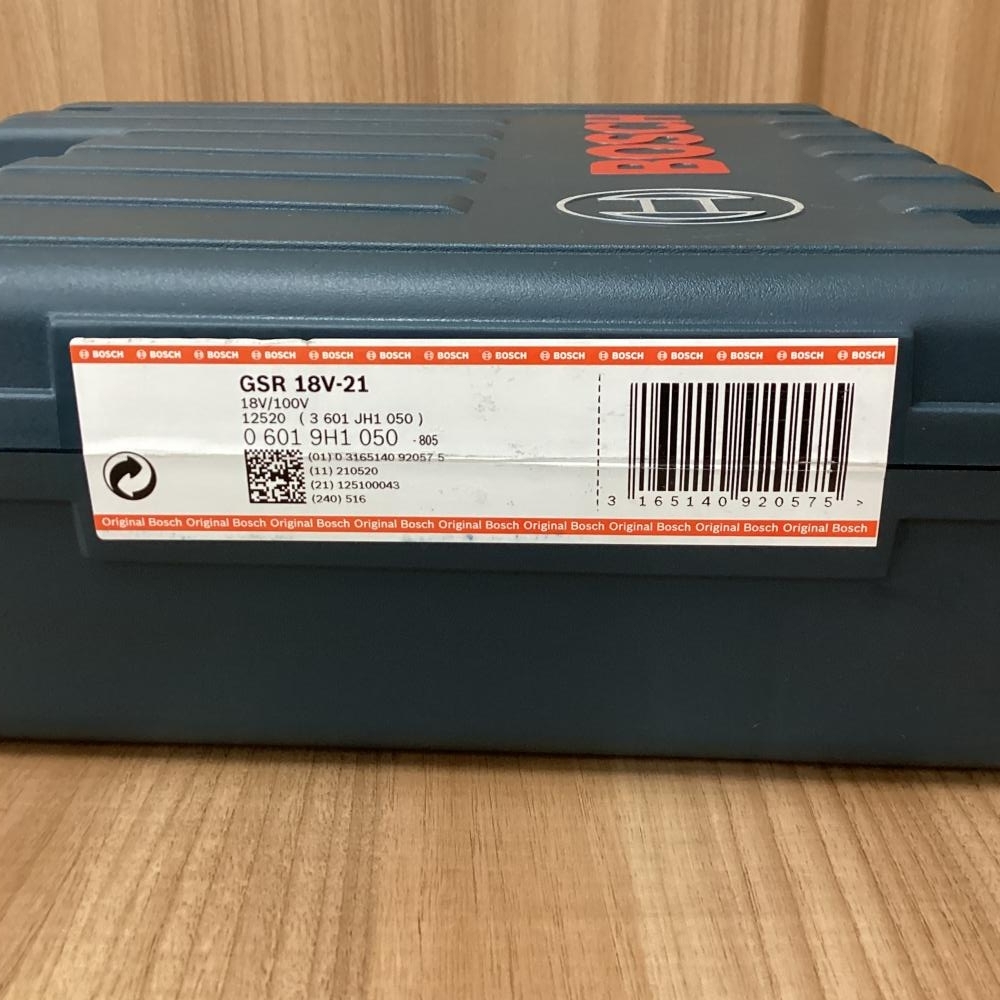 BOSCH
BOSCH BOSCH BOSCH BOSCH BOSCH BOSCH BOSCH BOSCH BOSCH BOSCH BOSCH BOSCH BOSCH BOSCH
GSR 18V-21
18V/100V
12520 ( 3 601 JH1 050 )
0 601 9H1 050 -805
(01) 0 3165140 92057 5
(11) 210520
(21) 125100043
(240) 516
3 165140 920575 >
Original Bosch Original Bosch Original Bosch Original Bosch Original Bosch Original Bosch Original Bosch Original Bosch Original Bosch